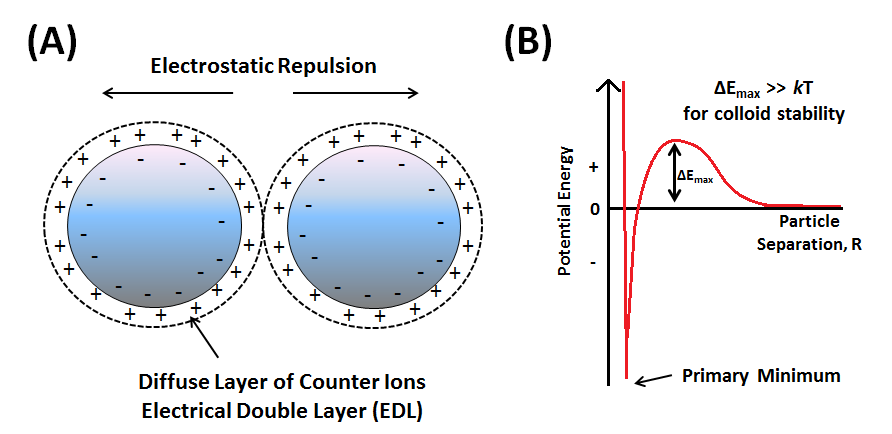 (A)
Electrostatic Repulsion
Diffuse Layer of Counter Ions
Electrical Double Layer (EDL)
(B)
ΔEmax >> kT
for colloid stability
Potential Energy
+
0
-
ΔEmax
Particle
Separation, R
Primary Minimum